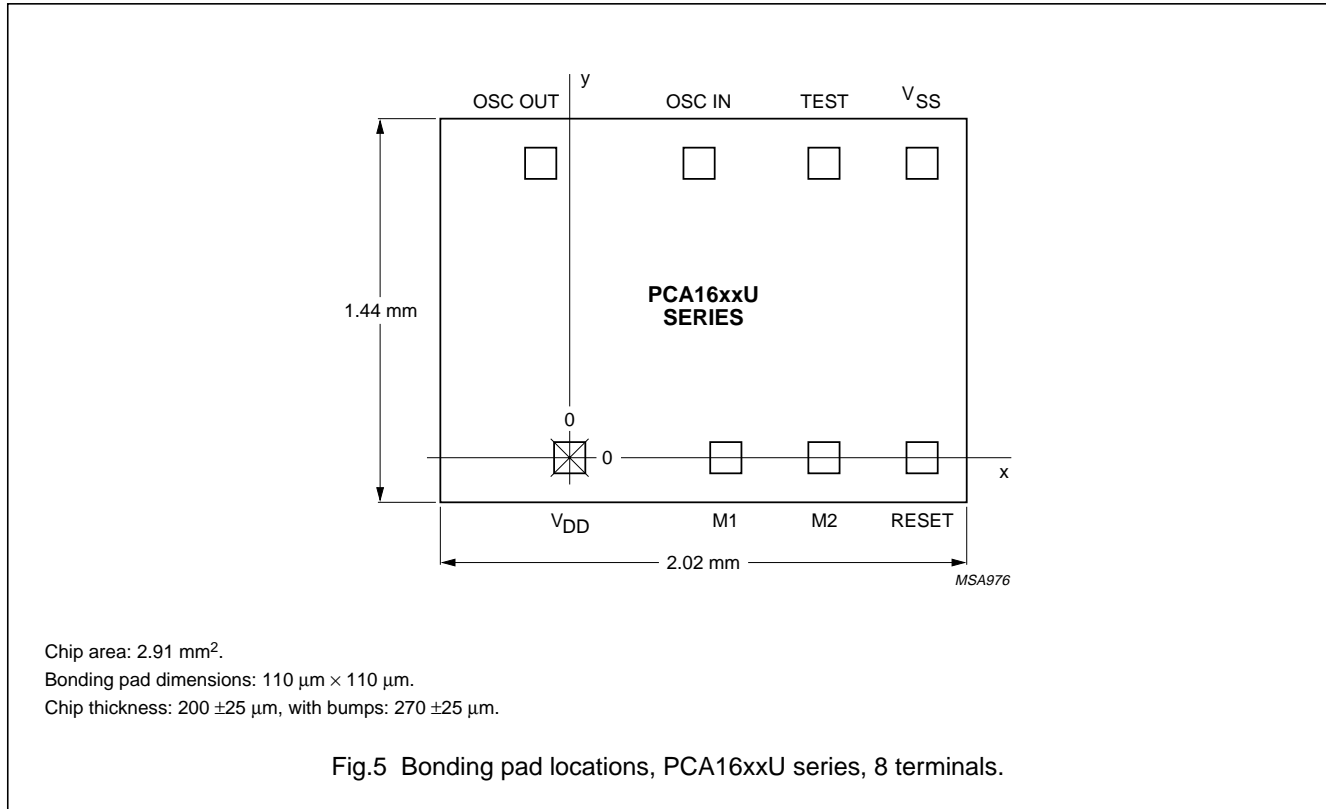 y
OSC OUT
OSC IN
TEST
VSS
1.44 mm
PCA16xxU
SERIES
0
0
x
VDD
M1
M2
RESET
2.02 mm
MSA976
Chip area: 2.91 mm².
Bonding pad dimensions: 110 μm × 110 μm.
Chip thickness: 200 ±25 μm, with bumps: 270 ±25 μm.
Fig.5 Bonding pad locations, PCA16xxU series, 8 terminals.